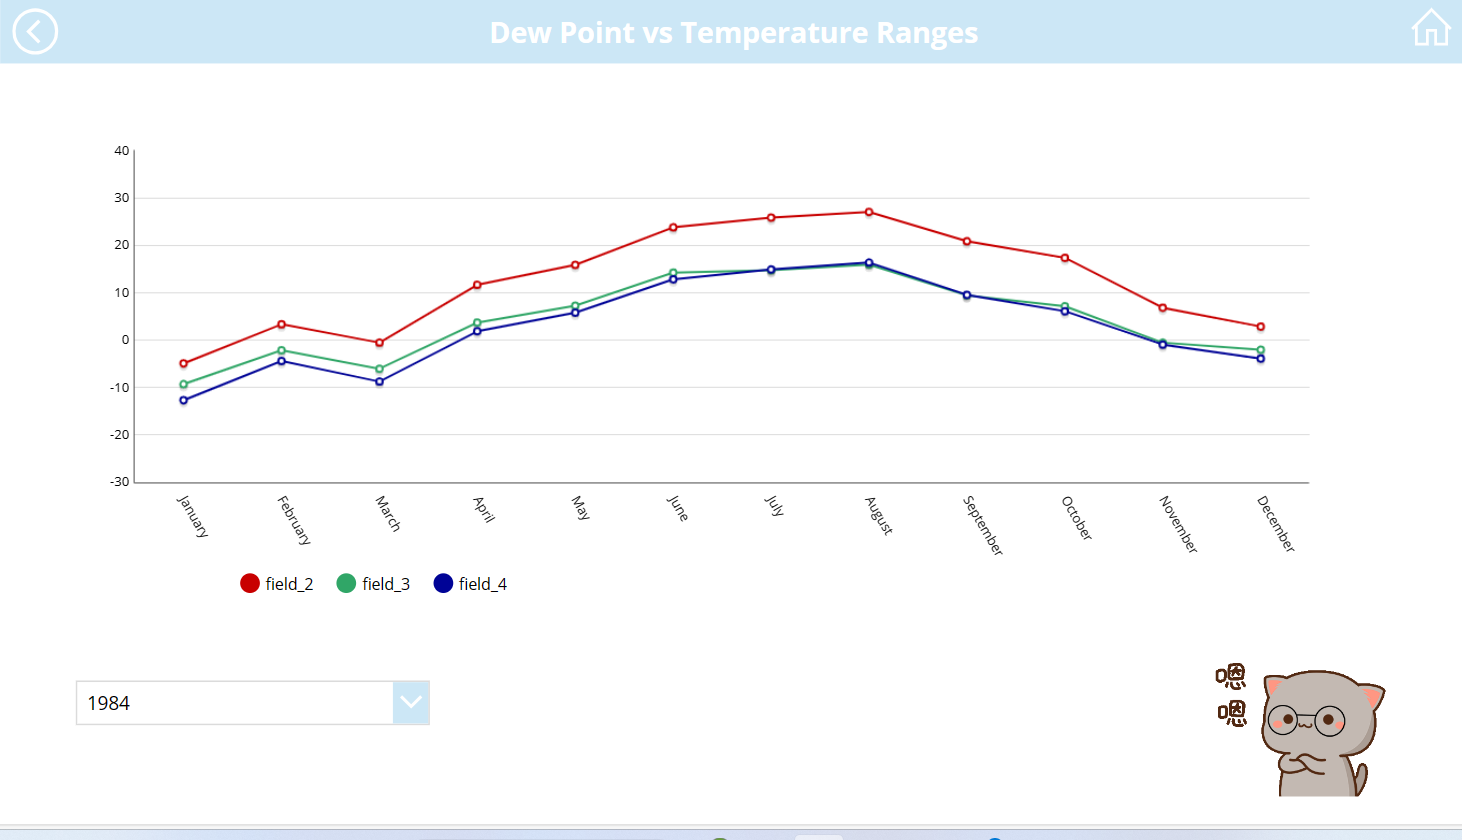 Dew Point vs Temperature Ranges
40
30
20
10
0
-10
-20
-30
January
February
March
April
May
June
July
August
September
October
November
December
field_2
field_3
field_4
1984
嗯
嗯